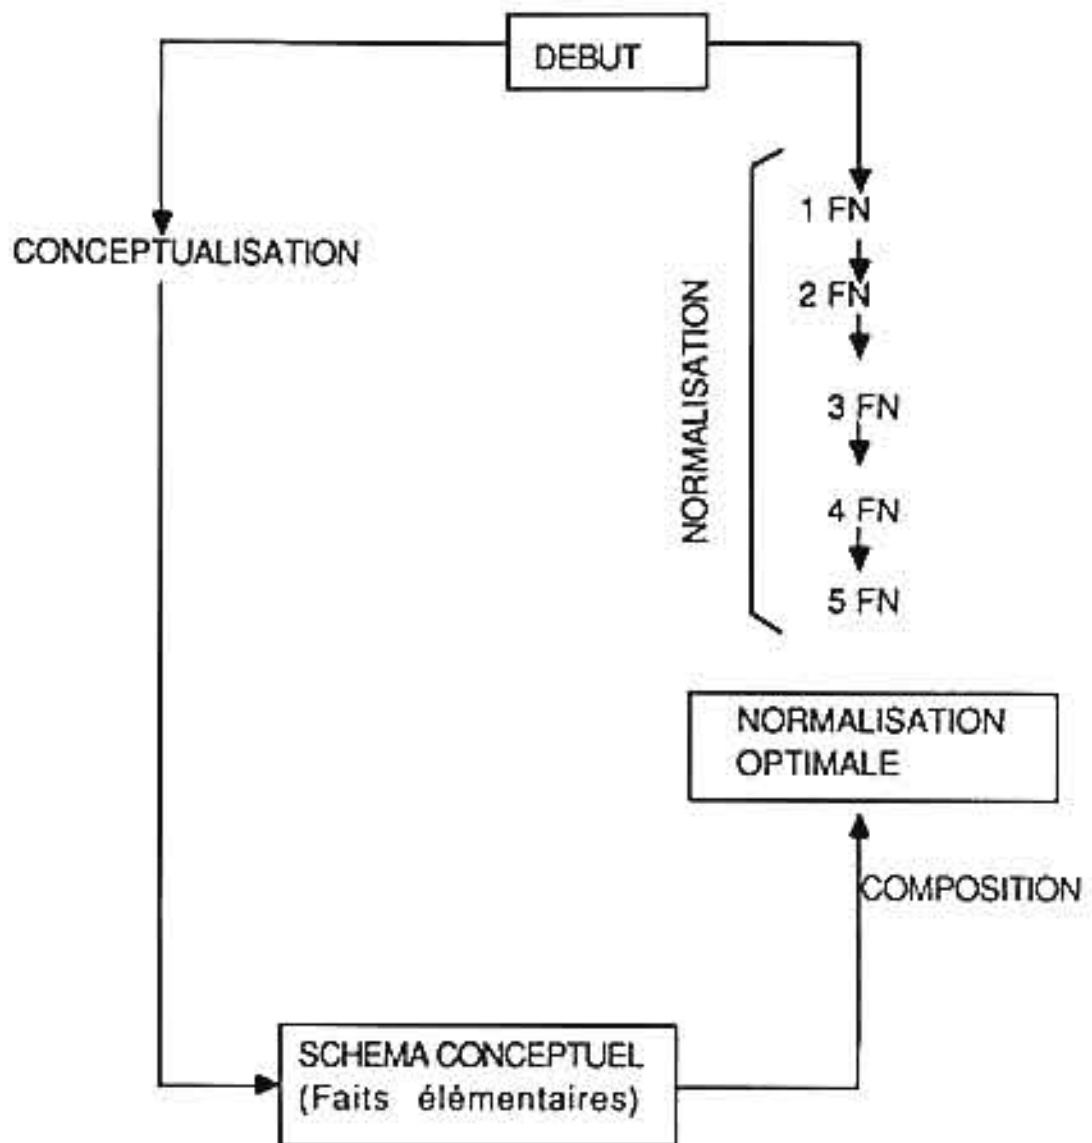 DEBUT
CONCEPTUALISATION
NORMALISATION
1 FN
2 FN
3 FN
4 FN
5 FN
NORMALISATION
OPTIMALE
COMPOSITION
SCHEMA CONCEPTUEL
(Faits élémentaires)